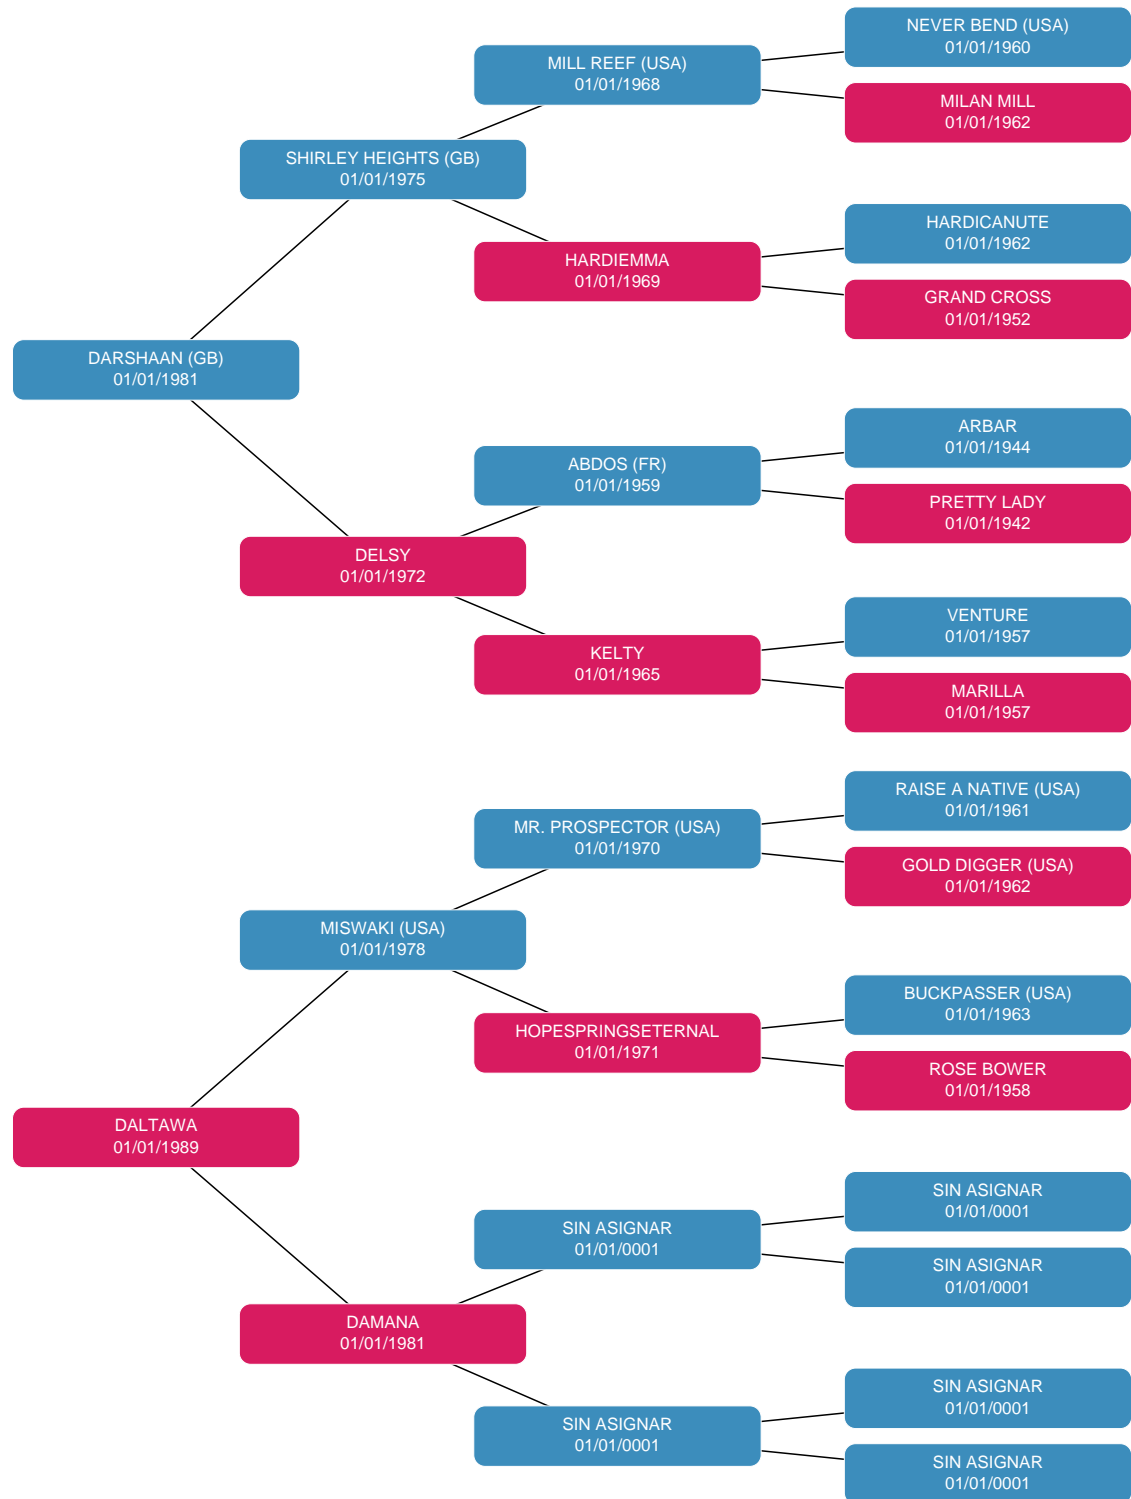 NEVER BEND (USA)
01/01/1960
MILL REEF (USA)
01/01/1968
MILAN MILL
01/01/1962
SHIRLEY HEIGHTS (GB)
01/01/1975
HARDICANUTE
01/01/1962
HARDIEMMA
01/01/1969
GRAND CROSS
01/01/1952
DARSHAAN (GB)
01/01/1981
ARBAR
01/01/1944
ABDOS (FR)
01/01/1959
PRETTY LADY
01/01/1942
DELSY
01/01/1972
VENTURE
01/01/1957
KELTY
01/01/1965
MARILLA
01/01/1957
RAISE A NATIVE (USA)
01/01/1961
MR. PROSPECTOR (USA)
01/01/1970
GOLD DIGGER (USA)
01/01/1962
MISWAKI (USA)
01/01/1978
BUCKPASSER (USA)
01/01/1963
HOPESPRINGSETERNAL
01/01/1971
ROSE BOWER
01/01/1958
DALTAWA
01/01/1989
SIN ASIGNAR
01/01/0001
SIN ASIGNAR
01/01/0001
SIN ASIGNAR
01/01/0001
DAMANA
01/01/1981
SIN ASIGNAR
01/01/0001
SIN ASIGNAR
01/01/0001
SIN ASIGNAR
01/01/0001